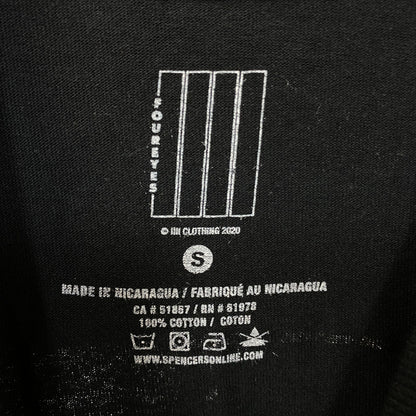 FOUREYES
© IIII CLOTHING 2020
S
MADE IN NICARAGUA / FABRIQUÉ AU NICARAGUA
CA # 51867 / RN # 61978
100% COTTON / COTON
WWW.SPENCERSONLINE.COM